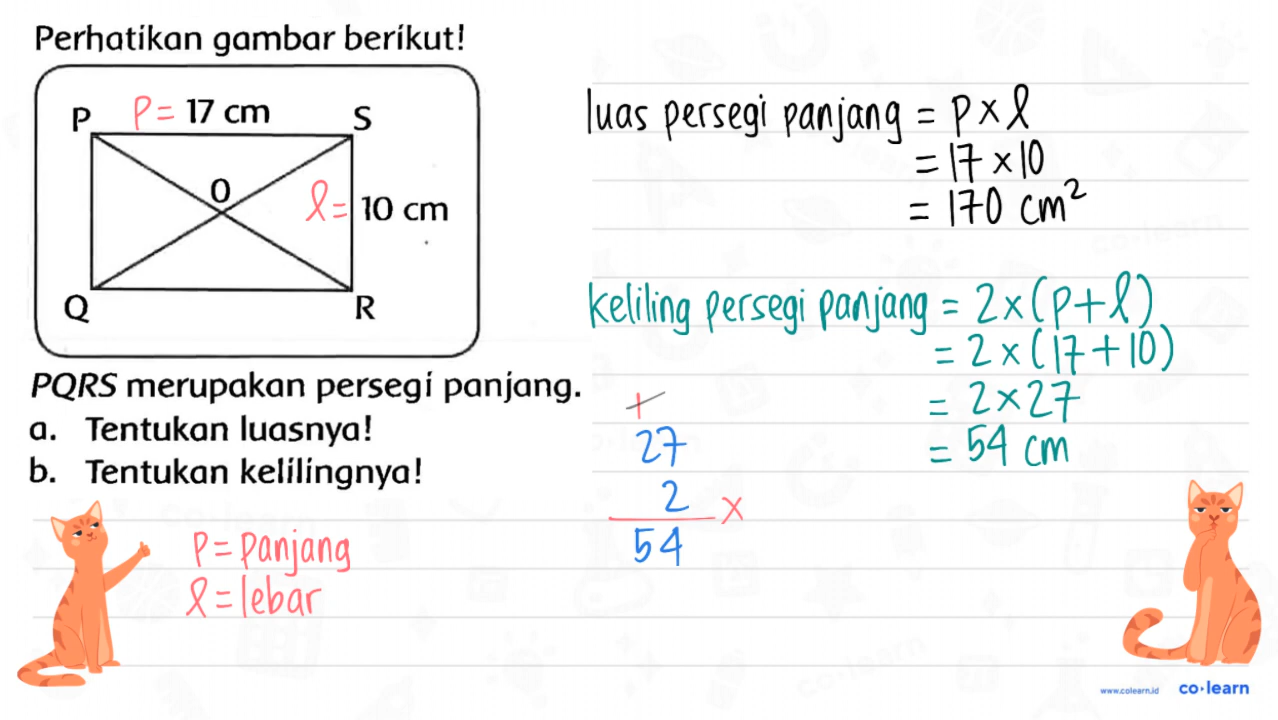 Perhatikan gambar berikut!
P p = 17 cm S
O
l = 10 cm
Q R
PQRS merupakan persegi panjang.
a. Tentukan luasnya!
b. Tentukan kelilingnya!
p = panjang
l = lebar
luas persegi panjang = p × l
= 17 × 10
= 170 cm²
keliling persegi panjang = 2 × (p + l)
= 2 × (17 + 10)
= 2 × 27
= 54 cm
27
2 ×
54
www.colearn.id co·learn